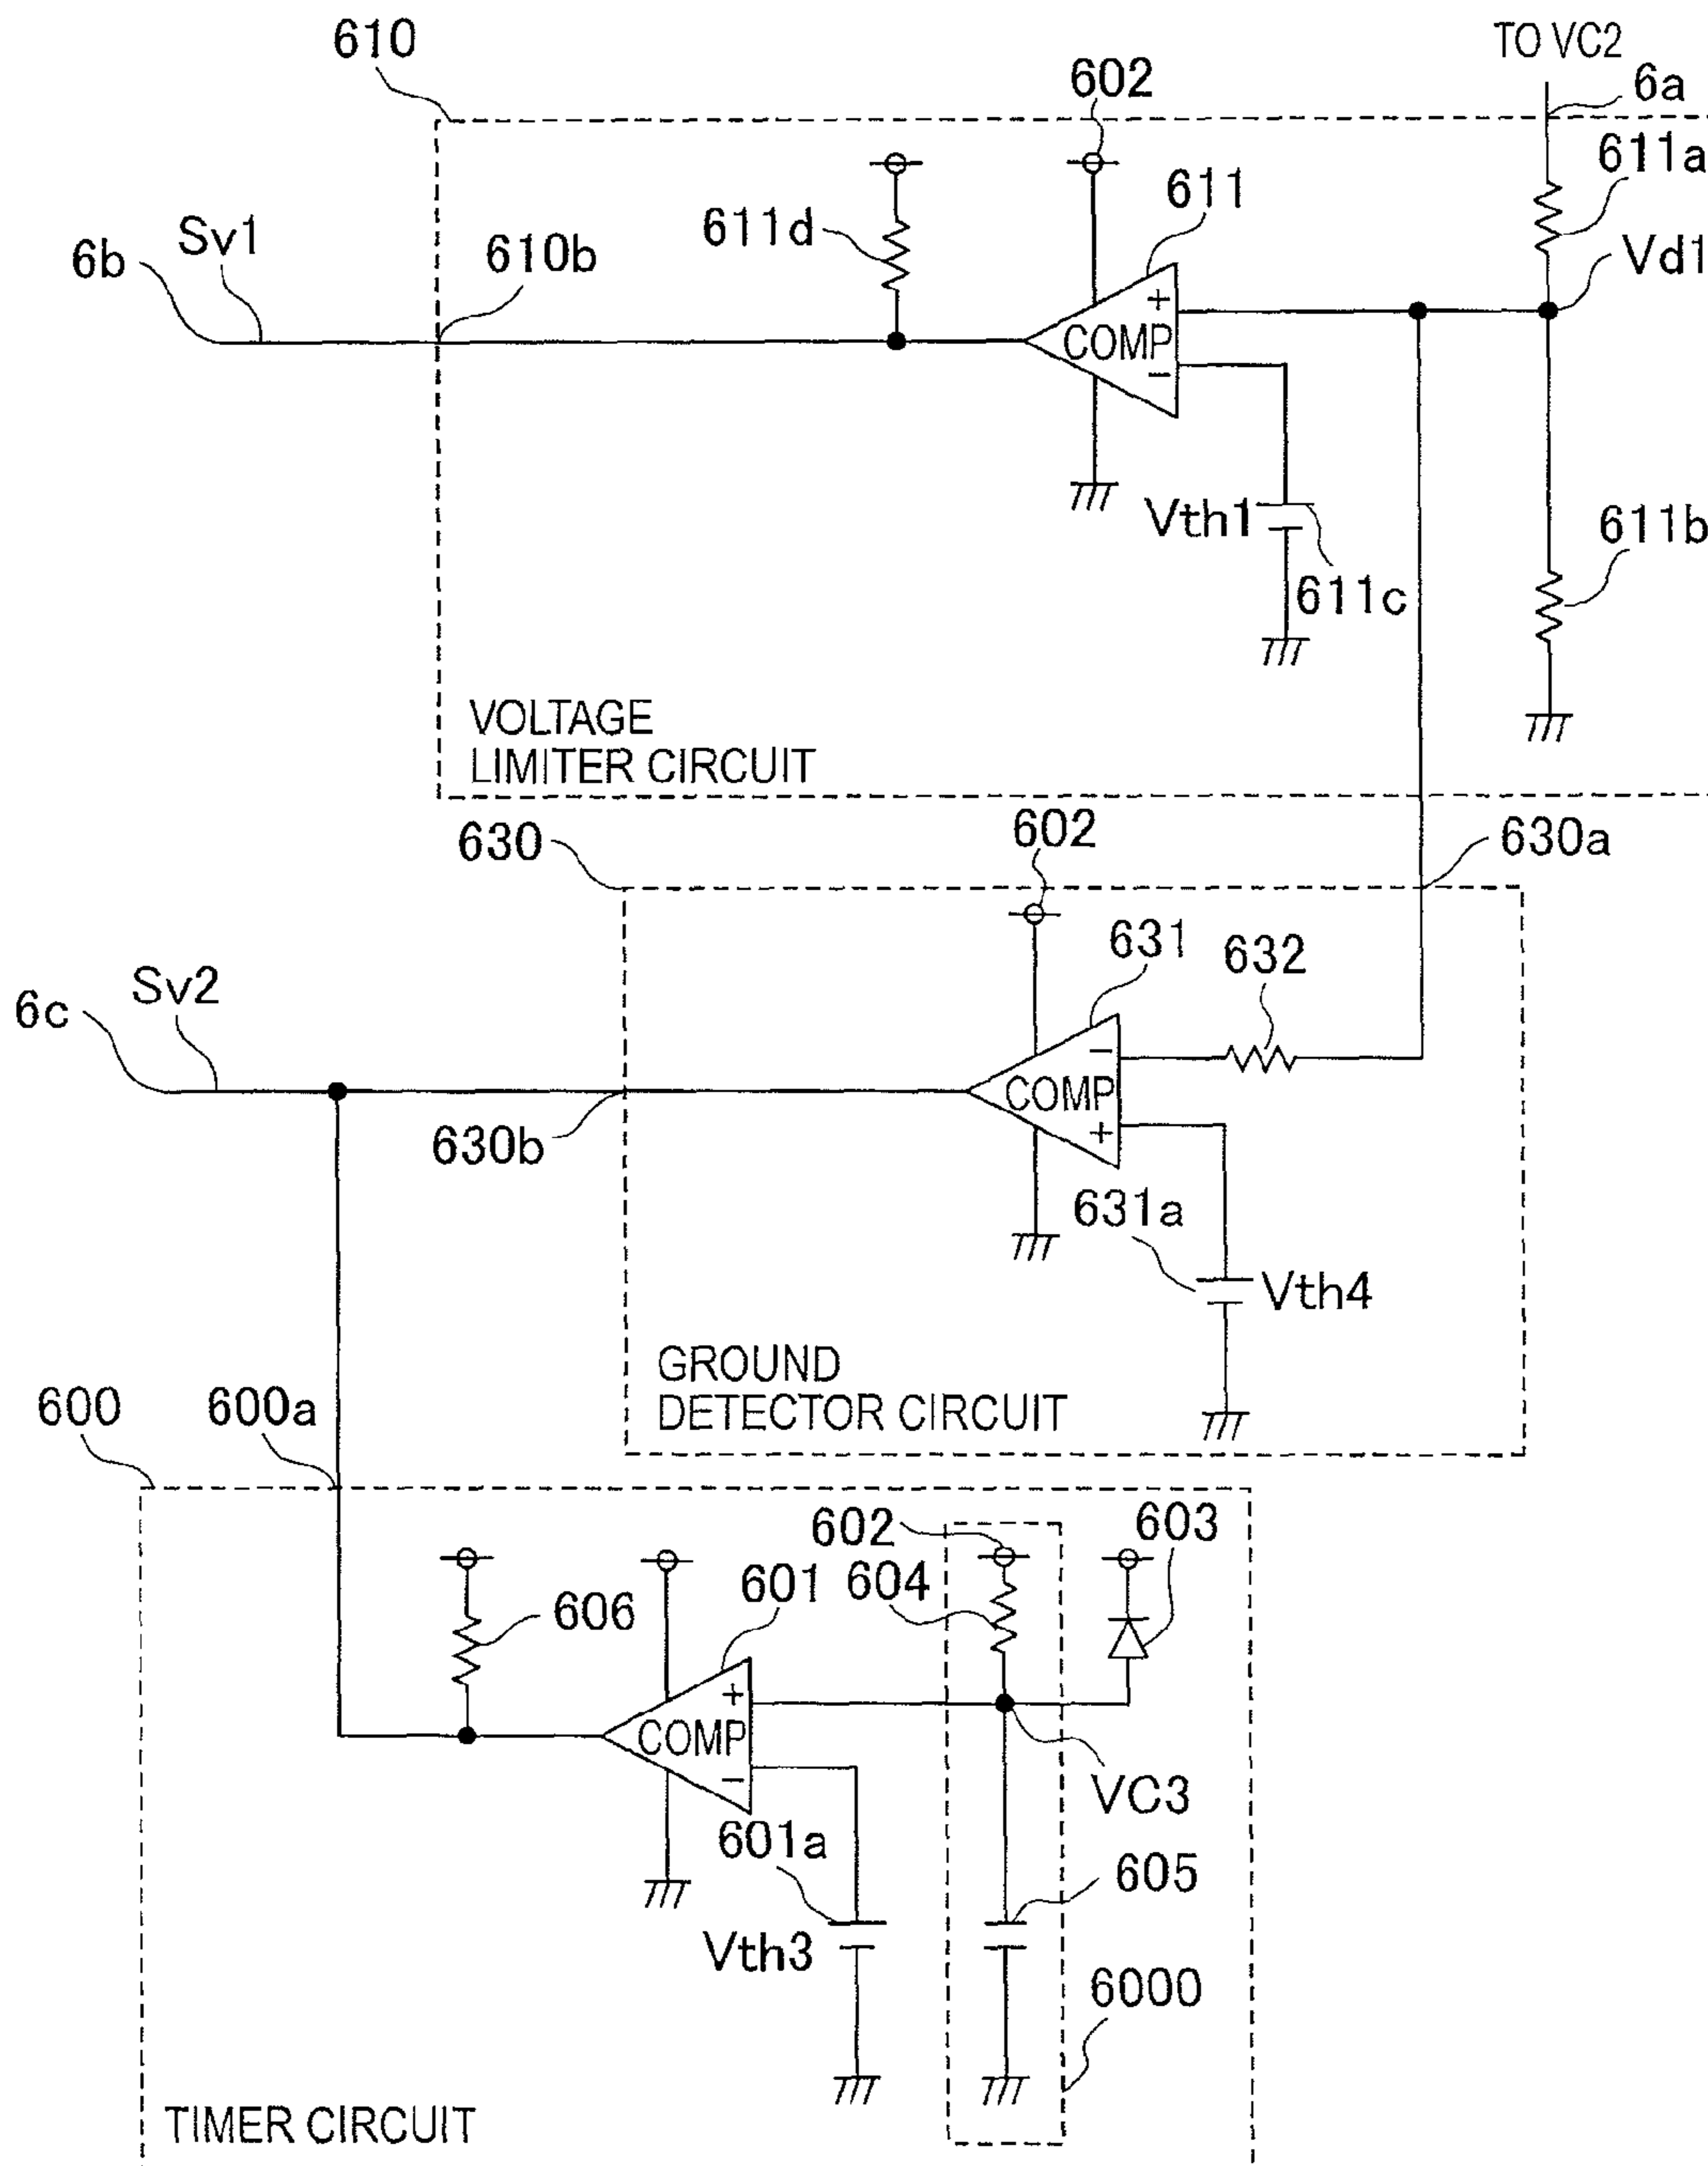 610
TO VC2
602
6a
611a
611
Sv1
611d
6b
610b
Vd1
+
COMP
−
Vth1
611b
611c
VOLTAGE
LIMITER CIRCUIT
602
630
630a
631
632
Sv2
6c
−
COMP
+
630b
631a
Vth4
GROUND
DETECTOR CIRCUIT
600
600a
602
603
601
604
606
+
COMP
−
VC3
601a
605
Vth3
6000
TIMER CIRCUIT